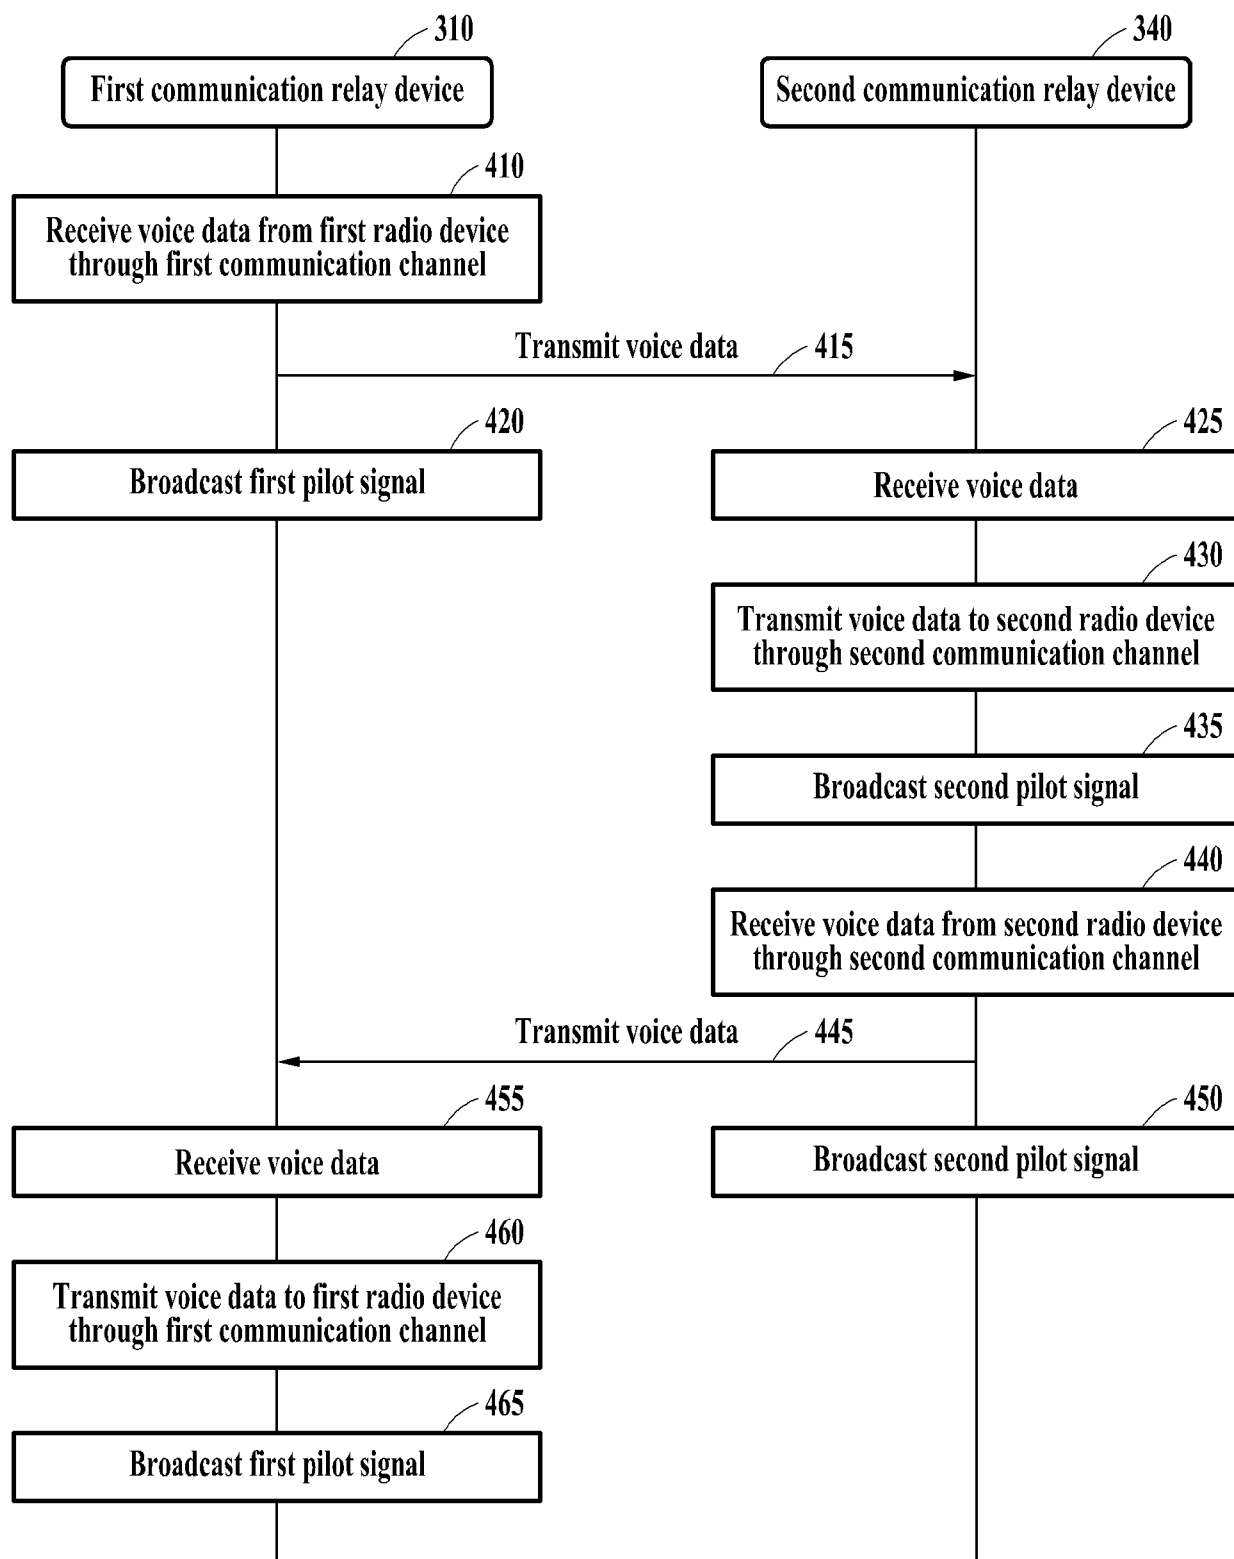 310
340
First communication relay device
Second communication relay device
410
Receive voice data from first radio device
through first communication channel
Transmit voice data
415
420
Broadcast first pilot signal
425
Receive voice data
430
Transmit voice data to second radio device
through second communication channel
435
Broadcast second pilot signal
440
Receive voice data from second radio device
through second communication channel
Transmit voice data
445
455
Receive voice data
450
Broadcast second pilot signal
460
Transmit voice data to first radio device
through first communication channel
465
Broadcast first pilot signal